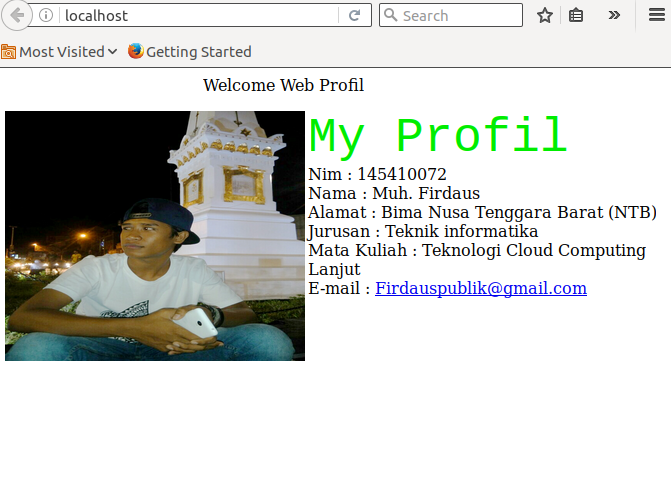 localhost
Search
Most Visited
Getting Started
Welcome Web Profil
My Profil
Nim : 145410072
Nama : Muh. Firdaus
Alamat : Bima Nusa Tenggara Barat (NTB)
Jurusan : Teknik informatika
Mata Kuliah : Teknologi Cloud Computing
Lanjut
E-mail : Firdauspublik@gmail.com